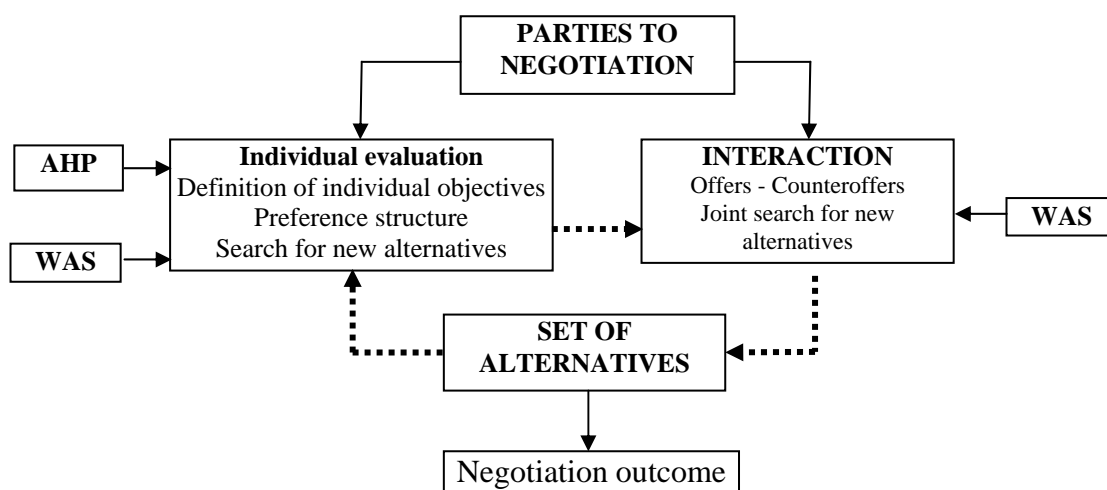 PARTIES TO
NEGOTIATION
AHP
WAS
Individual evaluation
Definition of individual objectives
Preference structure
Search for new alternatives
INTERACTION
Offers - Counteroffers
Joint search for new
alternatives
WAS
SET OF
ALTERNATIVES
Negotiation outcome